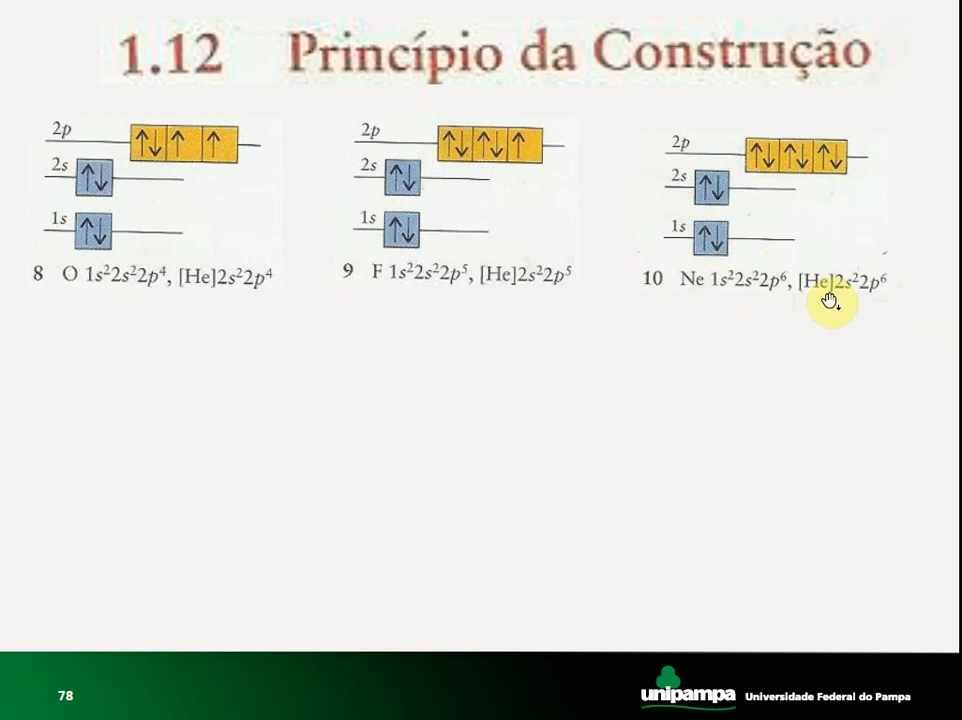 1.12 Princípio da Construção
2p
2s
1s
8 O 1s²2s²2p⁴, [He]2s²2p⁴
2p
2s
1s
9 F 1s²2s²2p⁵, [He]2s²2p⁵
2p
2s
1s
10 Ne 1s²2s²2p⁶, [He]2s²2p⁶
78
unipampa Universidade Federal do Pampa